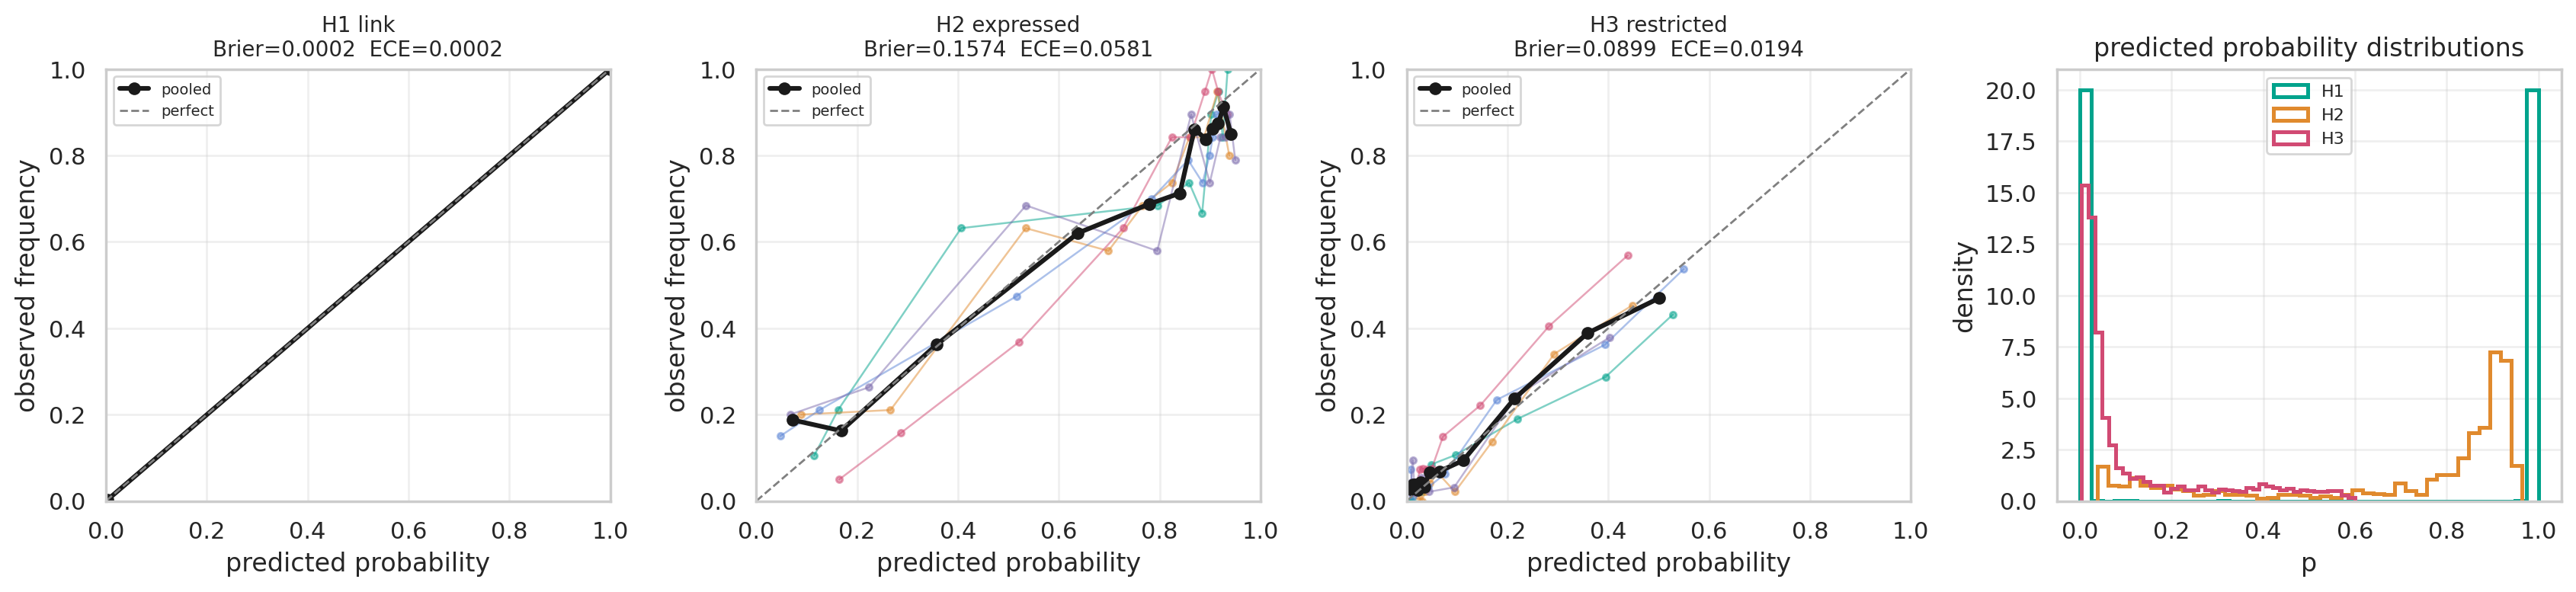 H1 link
Brier=0.0002  ECE=0.0002
1.0
0.8
0.6
0.4
0.2
0.0
observed frequency
pooled
perfect
0.0 0.2 0.4 0.6 0.8 1.0
predicted probability
H2 expressed
Brier=0.1574  ECE=0.0581
1.0
0.8
0.6
0.4
0.2
0.0
observed frequency
pooled
perfect
0.0 0.2 0.4 0.6 0.8 1.0
predicted probability
H3 restricted
Brier=0.0899  ECE=0.0194
1.0
0.8
0.6
0.4
0.2
0.0
observed frequency
pooled
perfect
0.0 0.2 0.4 0.6 0.8 1.0
predicted probability
predicted probability distributions
20.0
17.5
15.0
12.5
10.0
7.5
5.0
2.5
0.0
density
H1
H2
H3
0.0 0.2 0.4 0.6 0.8 1.0
p